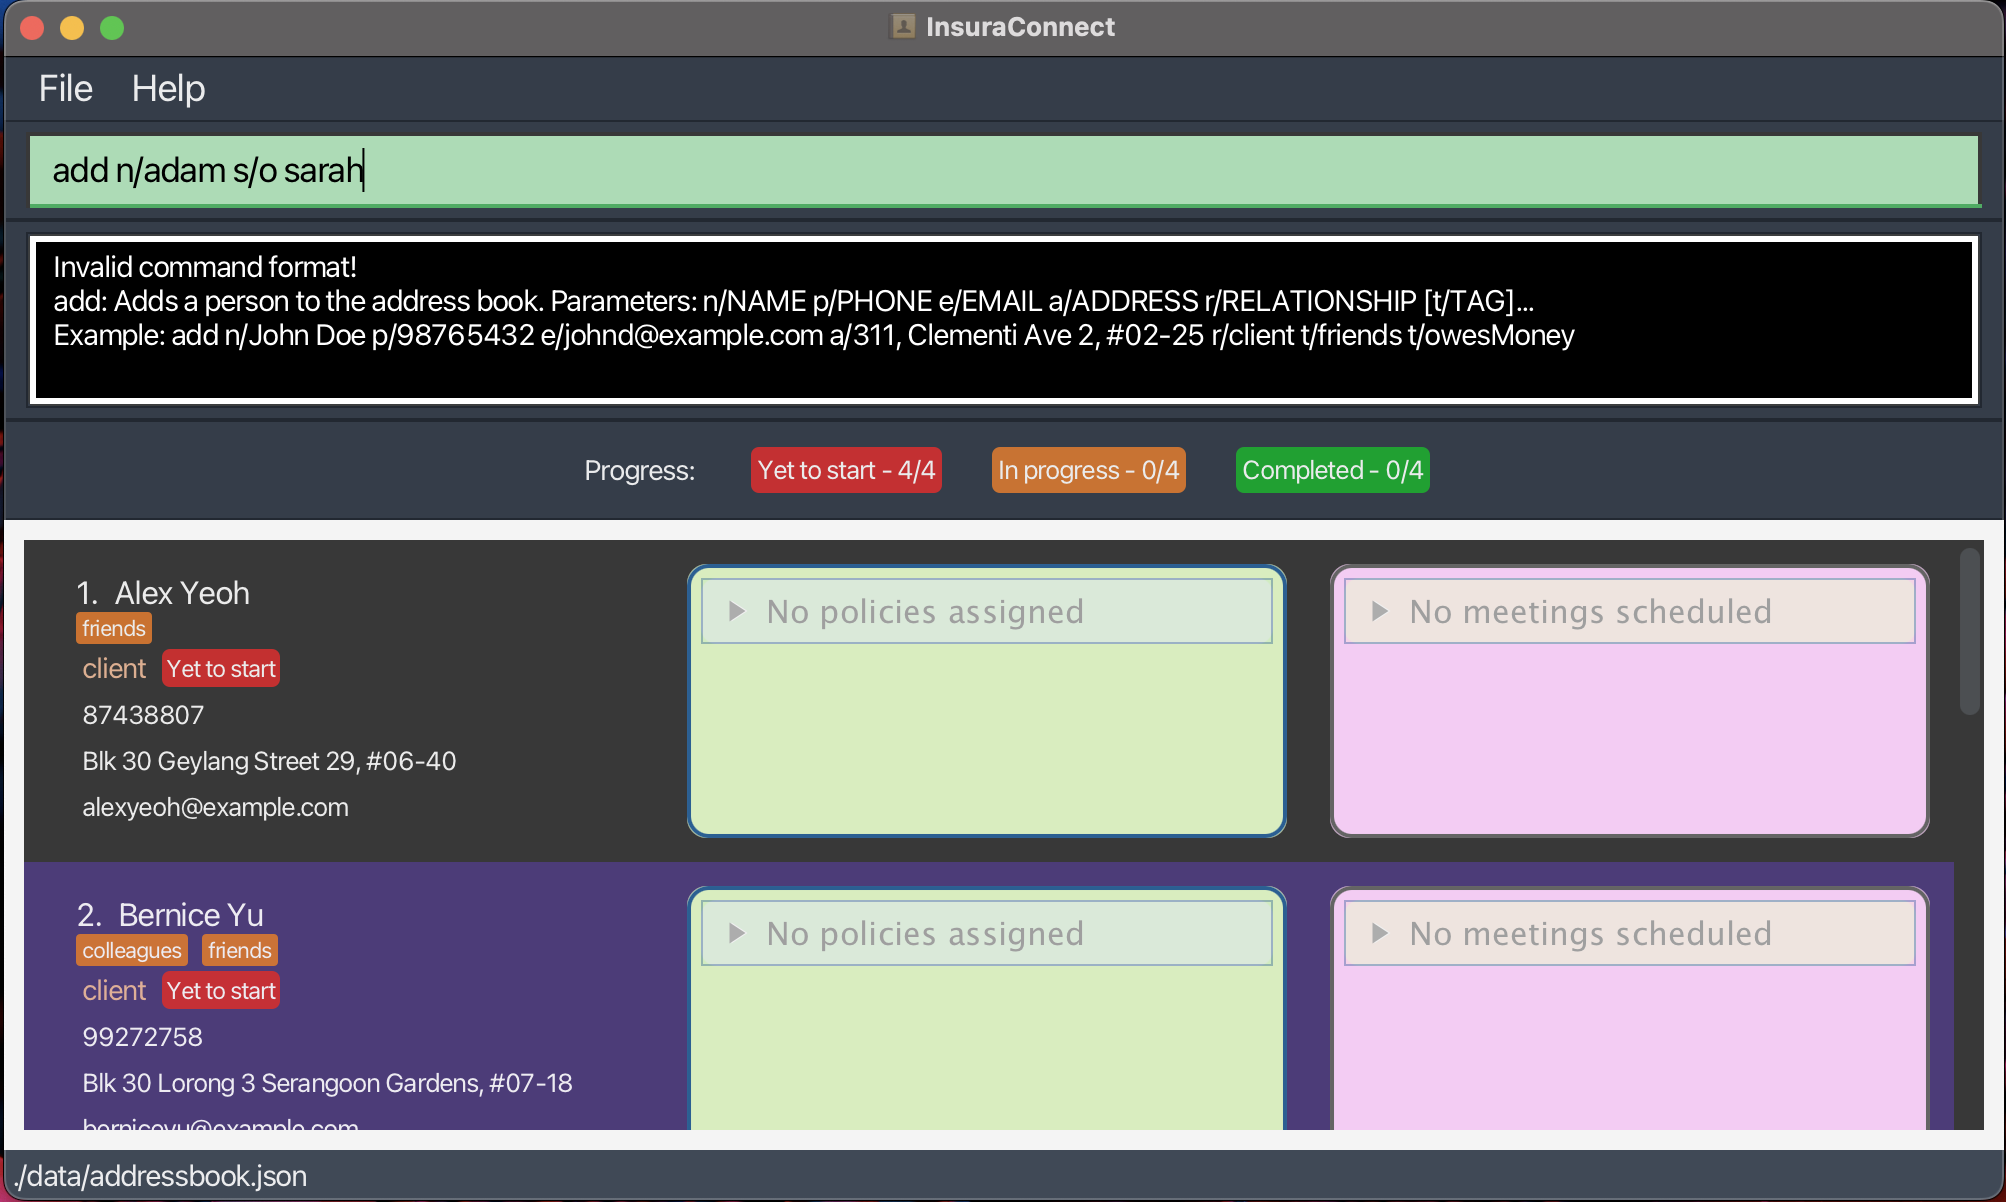 InsuraConnect
File Help
add n/adam s/o sarah
Invalid command format!
add: Adds a person to the address book. Parameters: n/NAME p/PHONE e/EMAIL a/ADDRESS r/RELATIONSHIP [t/TAG]...
Example: add n/John Doe p/98765432 e/johnd@example.com a/311, Clementi Ave 2, #02-25 r/client t/friends t/owesMoney
Progress: Yet to start - 4/4 In progress - 0/4 Completed - 0/4
1. Alex Yeoh
friends
client Yet to start
87438807
Blk 30 Geylang Street 29, #06-40
alexyeoh@example.com
No policies assigned
No meetings scheduled
2. Bernice Yu
colleagues friends
client Yet to start
99272758
Blk 30 Lorong 3 Serangoon Gardens, #07-18
berniceyu@example.com
No policies assigned
No meetings scheduled
./data/addressbook.json